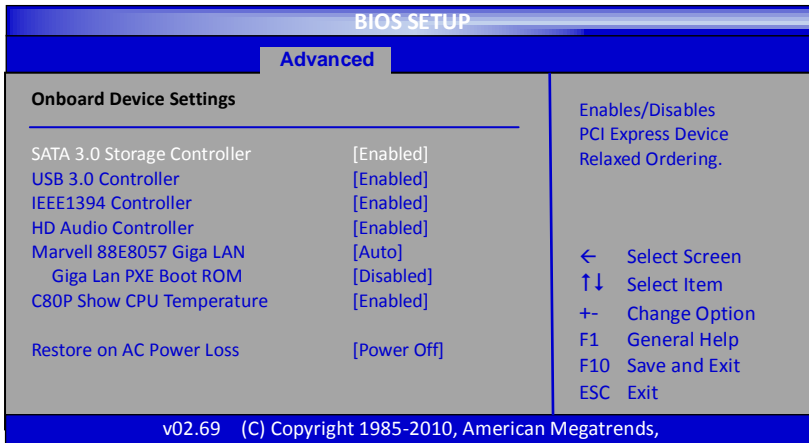 BIOS SETUP
Advanced
Onboard Device Settings
SATA 3.0 Storage Controller [Enabled]
USB 3.0 Controller [Enabled]
IEEE1394 Controller [Enabled]
HD Audio Controller [Enabled]
Marvell 88E8057 Giga LAN [Auto]
Giga Lan PXE Boot ROM [Disabled]
C80P Show CPU Temperature [Enabled]
Restore on AC Power Loss [Power Off]
Enables/Disables
PCI Express Device
Relaxed Ordering.
← Select Screen
↑↓ Select Item
+- Change Option
F1 General Help
F10 Save and Exit
ESC Exit
v02.69 (C) Copyright 1985-2010, American Megatrends,